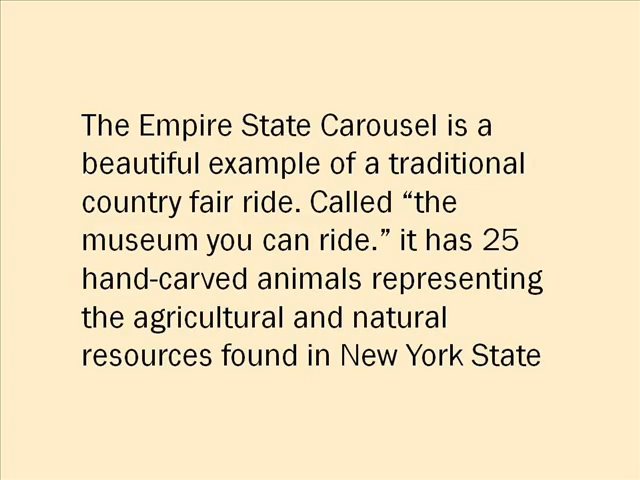 The Empire State Carousel is a
beautiful example of a traditional
country fair ride. Called “the
museum you can ride.” it has 25
hand-carved animals representing
the agricultural and natural
resources found in New York State